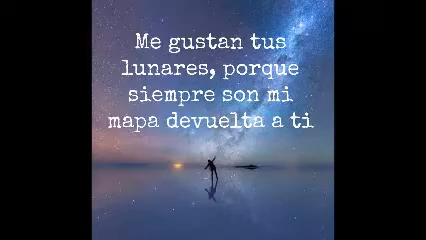 Me gustan tus
lunares, porque
siempre son mi
mapa devuelta a ti